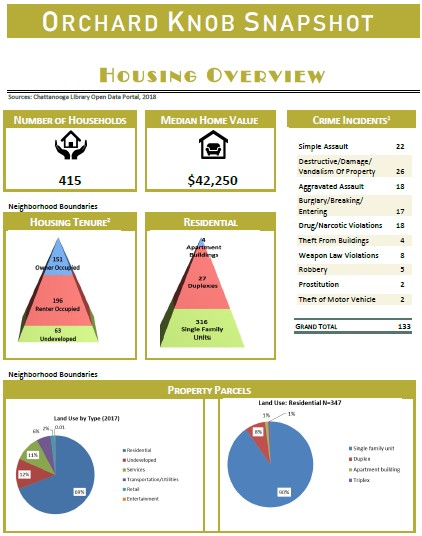 ORCHARD KNOB SNAPSHOT
HOUSING OVERVIEW
Sources: Chattanooga Library Open Data Portal, 2018
NUMBER OF HOUSEHOLDS
415
MEDIAN HOME VALUE
$42,250
CRIME INCIDENTS¹
Simple Assault 22
Destructive/Damage/
Vandalism Of Property 26
Aggravated Assault 18
Burglary/Breaking/
Entering 17
Drug/Narcotic Violations 18
Theft From Buildings 4
Weapon Law Violations 8
Robbery 5
Prostitution 2
Theft of Motor Vehicle 2
GRAND TOTAL 133
Neighborhood Boundaries
HOUSING TENURE²
151
Owner Occupied
196
Renter Occupied
63
Undeveloped
RESIDENTIAL
4
Apartment
Buildings
27
Duplexes
316
Single Family
Units
Neighborhood Boundaries
PROPERTY PARCELS
Land Use by Type (2017)
6%
2%
0.01
11%
12%
69%
Residential
Undeveloped
Services
Transportation/Utilities
Retail
Entertainment
Land Use: Residential N=347
1%
1%
8%
90%
Single family unit
Duplex
Apartment building
Triplex